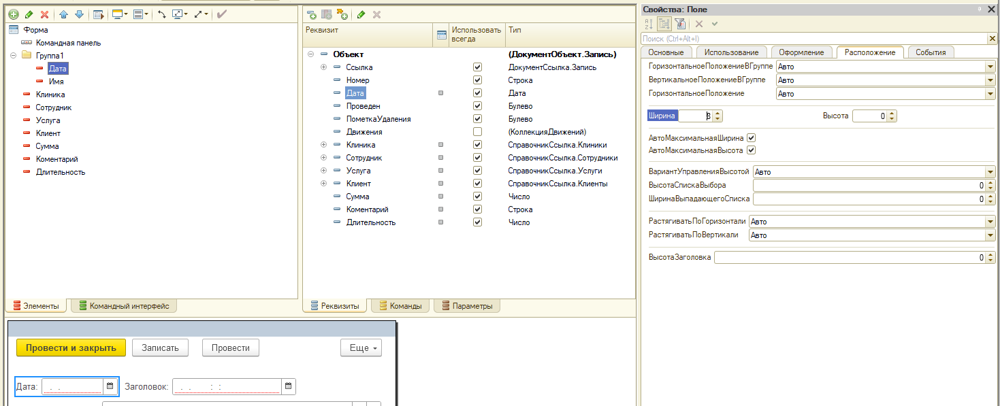 Форма
Командная панель
Группа1
Дата
Имя
Клиника
Сотрудник
Услуга
Клиент
Сумма
Коментарий
Длительность
Элементы
Командный интерфейс
Реквизит
Использовать всегда
Тип
Объект (ДокументОбъект.Запись)
Ссылка ДокументСсылка.Запись
Номер Строка
Дата Дата
Проведен Булево
ПометкаУдаления Булево
Движения (КоллекцияДвижений)
Клиника СправочникСсылка.Клиники
Сотрудник СправочникСсылка.Сотрудники
Услуга СправочникСсылка.Услуги
Клиент СправочникСсылка.Клиенты
Сумма Число
Коментарий Строка
Длительность Число
Реквизиты
Команды
Параметры
Свойства: Поле
Поиск (Ctrl+Alt+I)
Основные
Использование
Оформление
Расположение
События
ГоризонтальноеПоложениеВГруппе Авто
ВертикальноеПоложениеВГруппе Авто
ГоризонтальноеПоложение Авто
Ширина 8 Высота 0
АвтоМаксимальнаяШирина
АвтоМаксимальнаяВысота
ВариантУправленияВысотой Авто
ВысотаСпискаВыбора 0
ШиринаВыпадающегоСписка 0
РастягиватьПоГоризонтали Авто
РастягиватьПоВертикали Авто
ВысотаЗаголовка 0
Провести и закрыть
Записать
Провести
Еще
Дата: . . Заголовок: . . : :